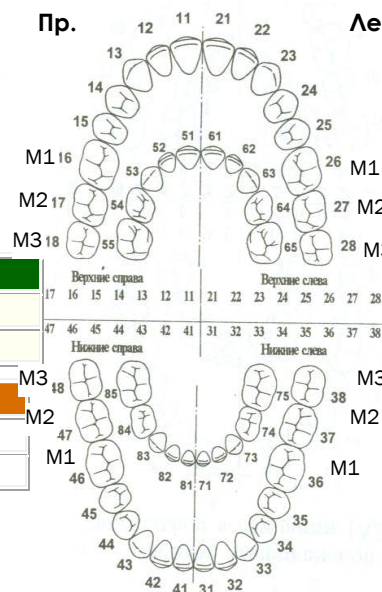 Пр.
Ле
11 21
12 22
13 23
14 24
15 25
51 61
52 62
M1 16 53 63 26 M1
M2 17 54 64 27 M2
M3 18 55 65 28 M3
Верхние справа Верхние слева
17 16 15 14 13 12 11 21 22 23 24 25 26 27 28
47 46 45 44 43 42 41 31 32 33 34 35 36 37 38
Нижние справа Нижние слева
M3 48 85 75 38 M3
M2 47 84 74 37 M2
M1 46 83 82 81 71 72 73 36 M1
45 35
44 34
43 33
42 41 31 32